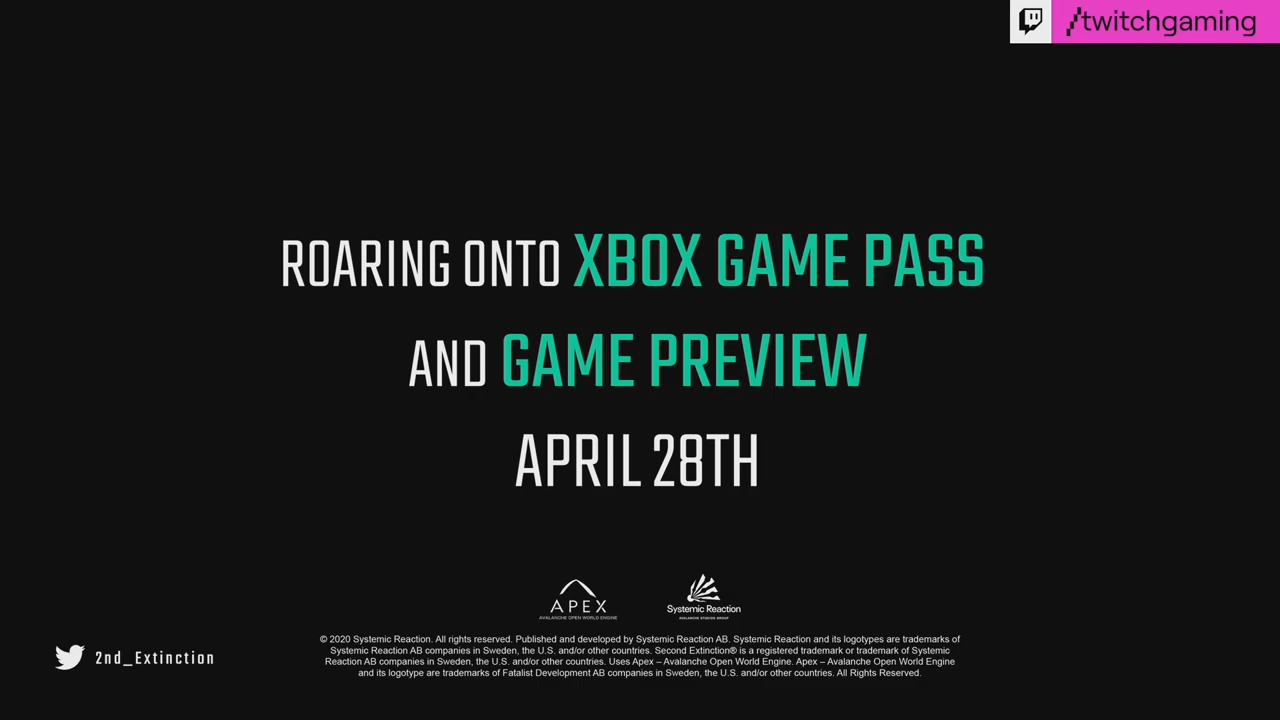 /twitchgaming
ROARING ONTO XBOX GAME PASS
AND GAME PREVIEW
APRIL 28TH
APEX
AVALANCHE OPEN WORLD ENGINE
Systemic Reaction
AVALANCHE STUDIOS GROUP
© 2020 Systemic Reaction. All rights reserved. Published and developed by Systemic Reaction AB. Systemic Reaction and its logotypes are trademarks of
Systemic Reaction AB companies in Sweden, the U.S. and/or other countries. Second Extinction® is a registered trademark or trademark of Systemic
Reaction AB companies in Sweden, the U.S. and/or other countries. Uses Apex – Avalanche Open World Engine. Apex – Avalanche Open World Engine
and its logotype are trademarks of Fatalist Development AB companies in Sweden, the U.S. and/or other countries. All Rights Reserved.
2nd_Extinction